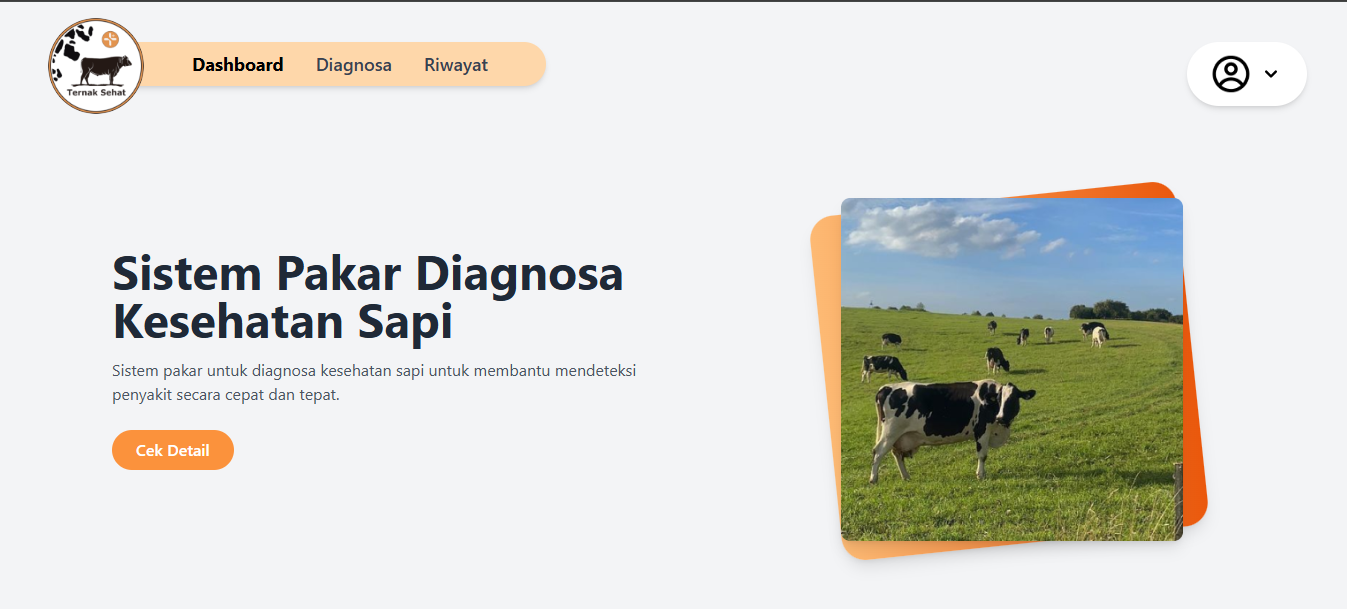 Ternak Sehat
Dashboard Diagnosa Riwayat
Sistem Pakar Diagnosa
Kesehatan Sapi
Sistem pakar untuk diagnosa kesehatan sapi untuk membantu mendeteksi
penyakit secara cepat dan tepat.
Cek Detail